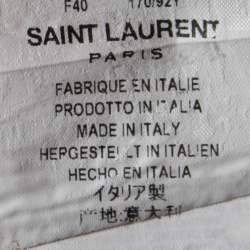 F40 170/92Y
SAINT LAURENT
PARIS
FABRIQUE EN ITALIE
PRODOTTO IN ITALIA
MADE IN ITALY
HERGESTELLT IN ITALIEN
HECHO EN ITALIA
イタリア製
地:意大利